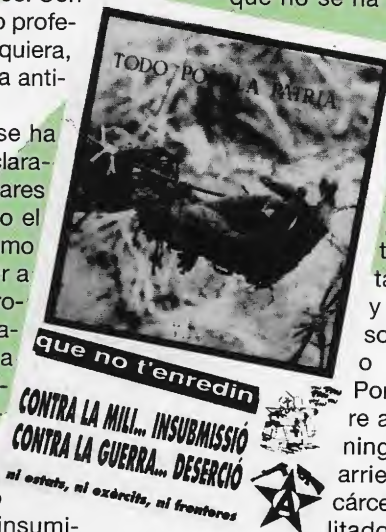 que no se ha
o profe-
quiera,
a anti-
se ha
clara-
ares
o el
mo
r a
ro-
a-
a
insumi-
TODO POR LA PATRIA
que no t'enredin
CONTRA LA MILI... INSUBMISSIÓ
CONTRA LA GUERRA... DESERCIÓ
ni estats, ni exèrcits, ni fronteres
A
t
ta
y
so
o
Por
re a
ning
arrie
cárce
litado